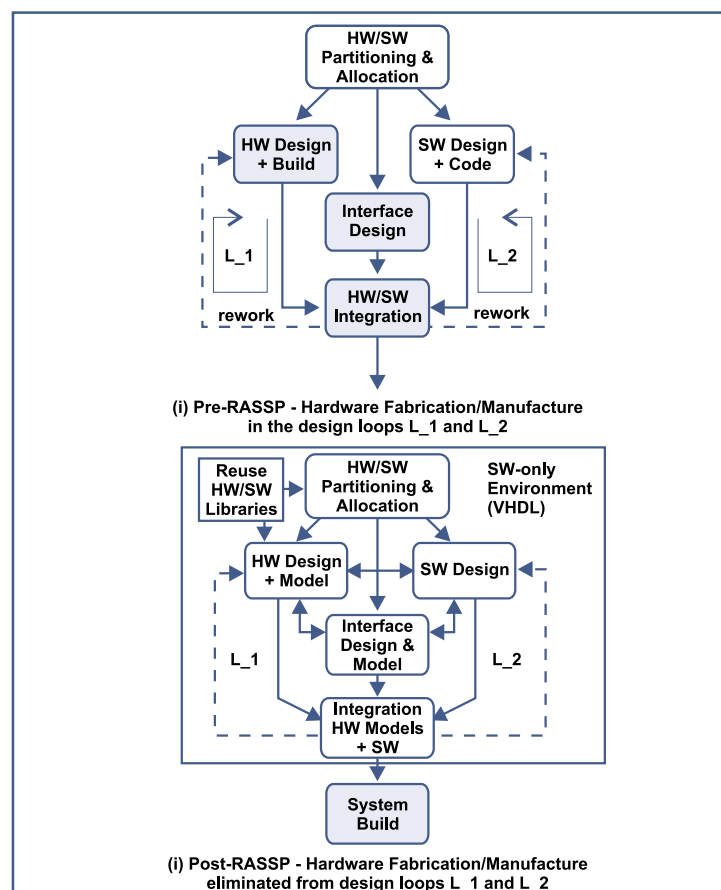 HW/SW
Partitioning &
Allocation
HW Design
+ Build
SW Design
+ Code
Interface
Design
L_1
L_2
HW/SW
Integration
rework
rework
(i) Pre-RASSP - Hardware Fabrication/Manufacture
in the design loops L_1 and L_2
Reuse
HW/SW
Libraries
HW/SW
Partitioning &
Allocation
SW-only
Environment
(VHDL)
HW Design
+ Model
SW Design
Interface
Design &
Model
L_1
L_2
Integration
HW Models
+ SW
System
Build
(i) Post-RASSP - Hardware Fabrication/Manufacture
eliminated from design loops L_1 and L_2